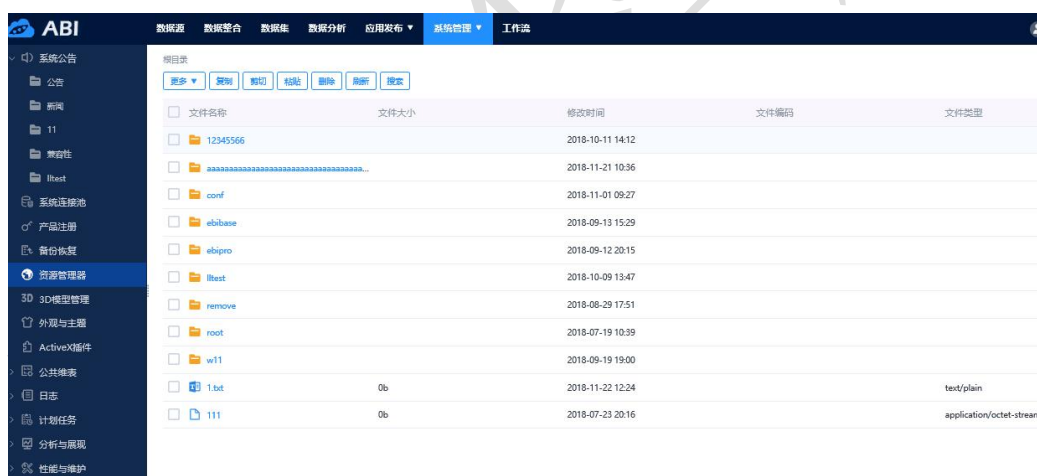 ABI
数据源 数据整合 数据集 数据分析 应用发布 ▼ 系统管理 ▼ 工作流
系统公告
公告
新闻
11
兼容性
lltest
系统连接池
产品注册
备份恢复
资源管理器
3D 3D模型管理
外观与主题
ActiveX插件
公共维表
日志
计划任务
分析与展现
性能与维护
根目录
更多 ▼ 复制 剪切 粘贴 删除 刷新 搜索
文件名称 文件大小 修改时间 文件编码 文件类型
12345566 2018-10-11 14:12
aaaaaaaaaaaaaaaaaaaaaaaaaaaaaaaaaaa... 2018-11-21 10:36
conf 2018-11-01 09:27
ebibase 2018-09-13 15:29
ebipro 2018-09-12 20:15
lltest 2018-10-09 13:47
remove 2018-08-29 17:51
root 2018-07-19 10:39
w11 2018-09-19 19:00
1.txt 0b 2018-11-22 12:24 text/plain
111 0b 2018-07-23 20:16 application/octet-stream